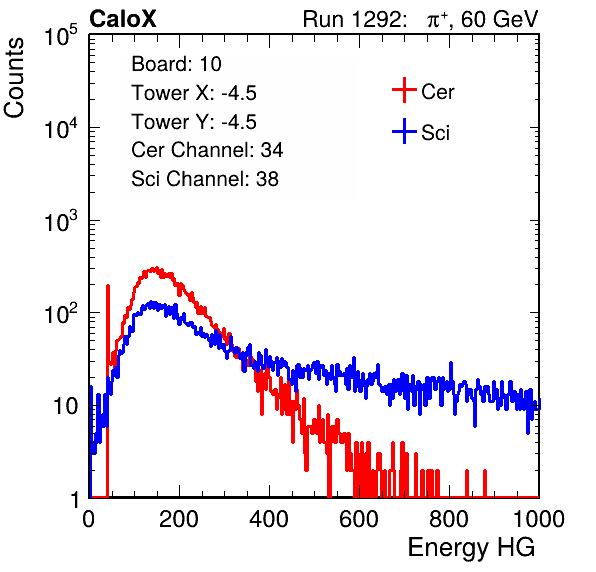 CaloX Run 1292: π⁺, 60 GeV
Counts
10⁵
10⁴
10³
10²
10
1
Board: 10
Tower X: -4.5
Tower Y: -4.5
Cer Channel: 34
Sci Channel: 38
Cer
Sci
0 200 400 600 800 1000
Energy HG